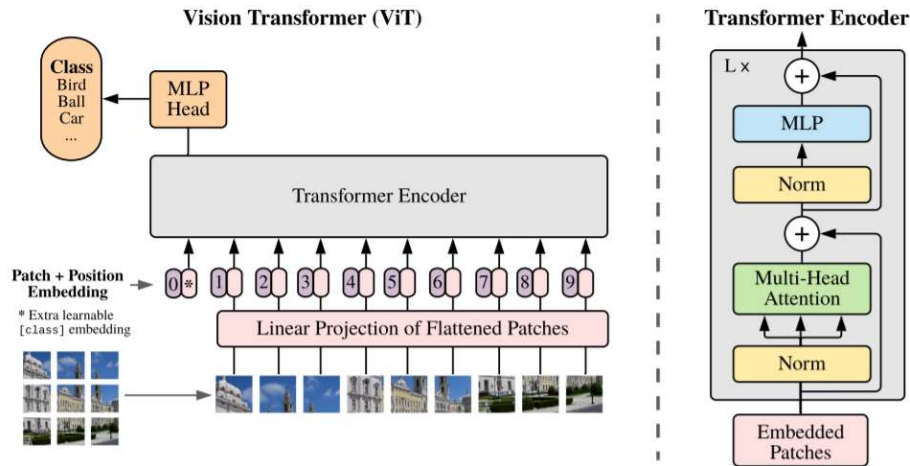 Vision Transformer (ViT)
Class
Bird
Ball
Car
...
MLP
Head
Transformer Encoder
Patch + Position
Embedding
0 * 1 2 3 4 5 6 7 8 9
* Extra learnable
[class] embedding
Linear Projection of Flattened Patches
Transformer Encoder
L x
+
MLP
Norm
+
Multi-Head
Attention
Norm
Embedded
Patches